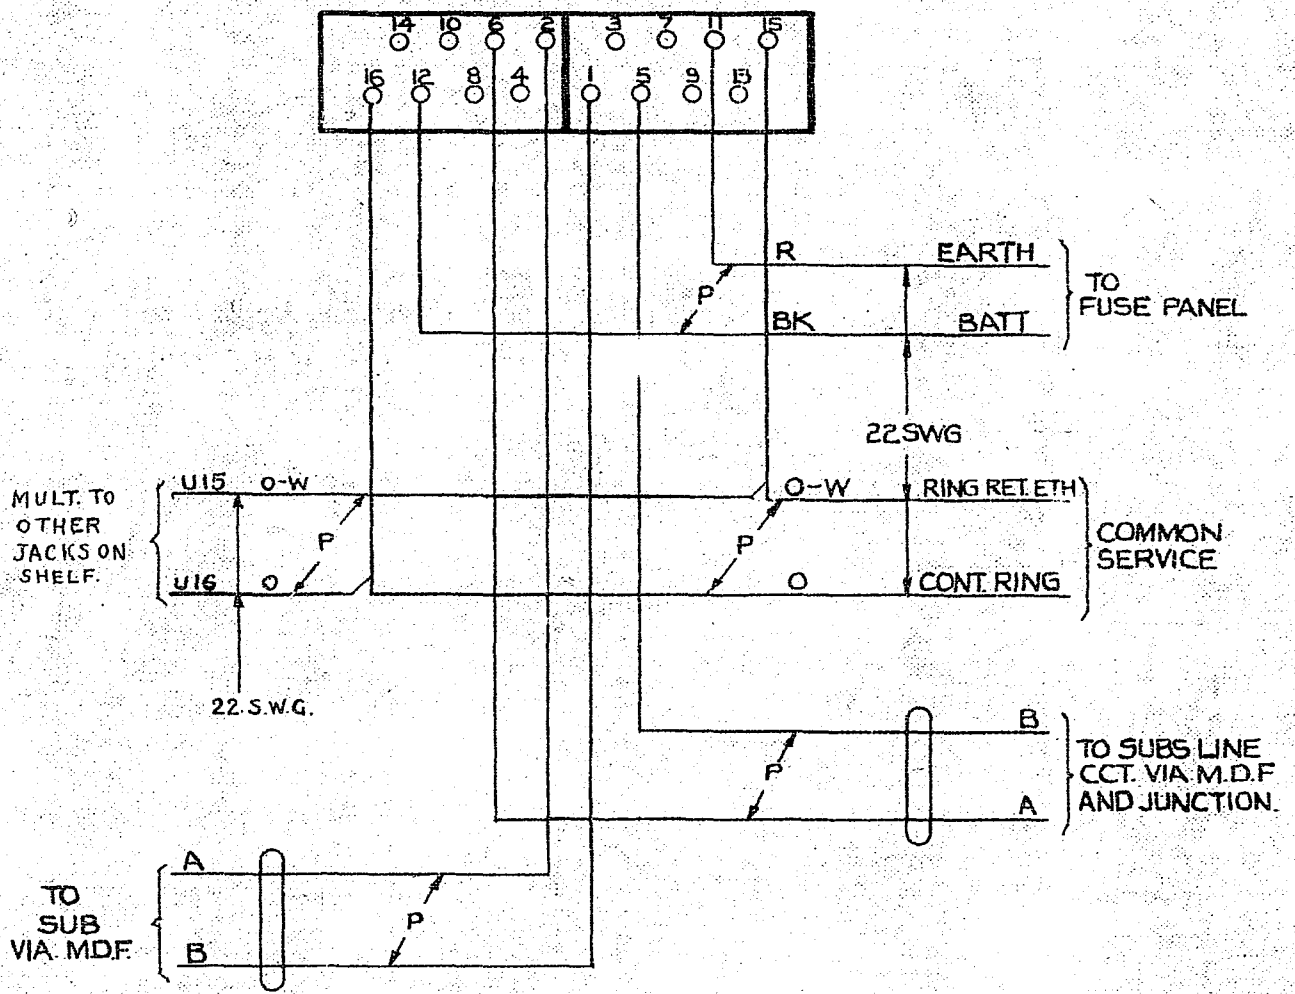 14 10 6 2 3 7 11 15
16 12 8 4 1 5 9 13
R EARTH
P
BK BATT
TO
FUSE PANEL
22 SWG
MULT. TO
OTHER
JACKS ON
SHELF.
U15 O-W
P
U16 O
22.S.W.G.
O-W RING RET. ETH
P
O CONT. RING
COMMON
SERVICE
B
P
A
TO SUBS LINE
CCT. VIA M.D.F
AND JUNCTION.
TO
SUB
VIA. M.D.F.
A
P
B